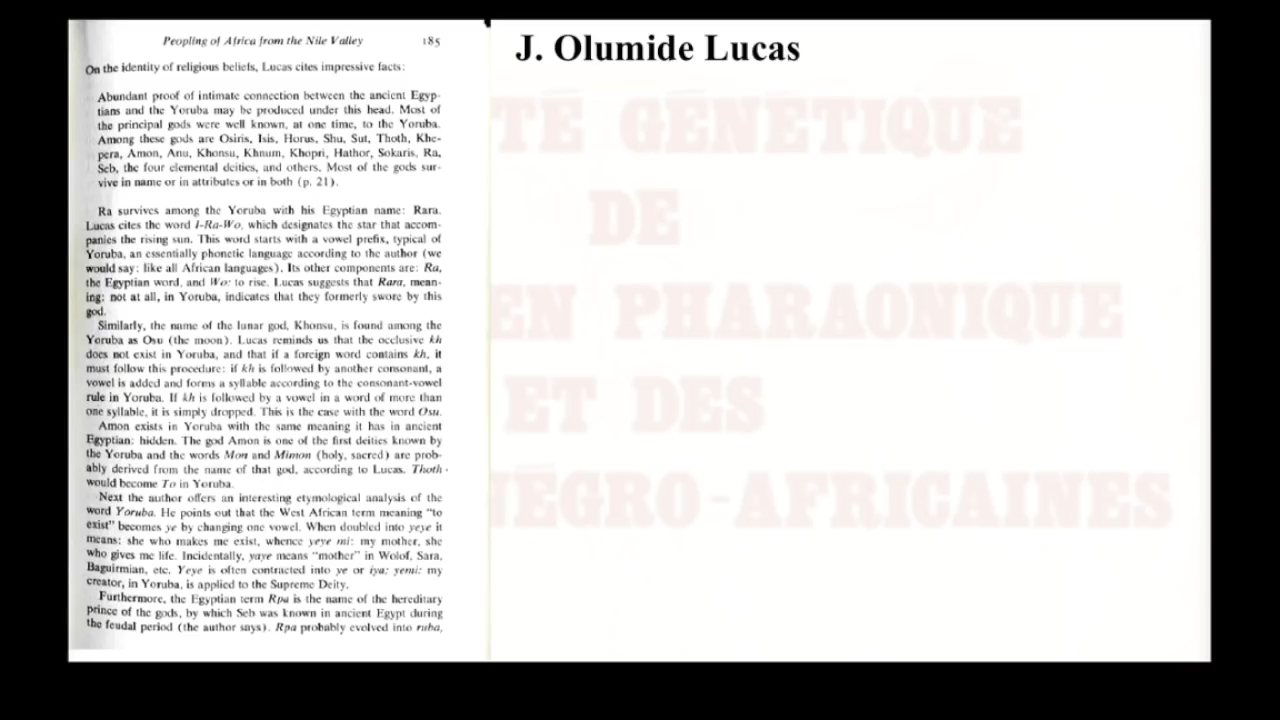 Peopling of Africa from the Nile Valley 185
On the identity of religious beliefs, Lucas cites impressive facts:
Abundant proof of intimate connection between the ancient Egyp-
tians and the Yoruba may be produced under this head. Most of
the principal gods were well known, at one time, to the Yoruba.
Among these gods are Osiris, Isis, Horus, Shu, Sut, Thoth, Khe-
pera, Amon, Anu, Khonsu, Khnum, Khopri, Hathor, Sokaris, Ra,
Seb, the four elemental deities, and others. Most of the gods sur-
vive in name or in attributes or in both (p. 21).
Ra survives among the Yoruba with his Egyptian name: Rara.
Lucas cites the word I-Ra-Wo, which designates the star that accom-
panies the rising sun. This word starts with a vowel prefix, typical of
Yoruba, an essentially phonetic language according to the author (we
would say: like all African languages). Its other components are: Ra,
the Egyptian word, and Wo: to rise. Lucas suggests that Rara, mean-
ing: not at all, in Yoruba, indicates that they formerly swore by this
god.
Similarly, the name of the lunar god, Khonsu, is found among the
Yoruba as Osu (the moon). Lucas reminds us that the occlusive kh
does not exist in Yoruba, and that if a foreign word contains kh, it
must follow this procedure: if kh is followed by another consonant, a
vowel is added and forms a syllable according to the consonant-vowel
rule in Yoruba. If kh is followed by a vowel in a word of more than
one syllable, it is simply dropped. This is the case with the word Osu.
Amon exists in Yoruba with the same meaning it has in ancient
Egyptian: hidden. The god Amon is one of the first deities known by
the Yoruba and the words Mon and Mimon (holy, sacred) are prob-
ably derived from the name of that god, according to Lucas. Thoth
would become To in Yoruba.
Next the author offers an interesting etymological analysis of the
word Yoruba. He points out that the West African term meaning "to
exist" becomes ye by changing one vowel. When doubled into yeye it
means: she who makes me exist, whence yeye mi: my mother, she
who gives me life. Incidentally, yaye means "mother" in Wolof, Sara,
Baguirmian, etc. Yeye is often contracted into ye or iya; yemi: my
creator, in Yoruba, is applied to the Supreme Deity.
Furthermore, the Egyptian term Rpa is the name of the hereditary
prince of the gods, by which Seb was known in ancient Egypt during
the feudal period (the author says). Rpa probably evolved into ruba,
J. Olumide Lucas
TÉ GÉNÉTIQUE
DE
EN PHARAONIQUE
ET DES
NÉGRO-AFRICAINES